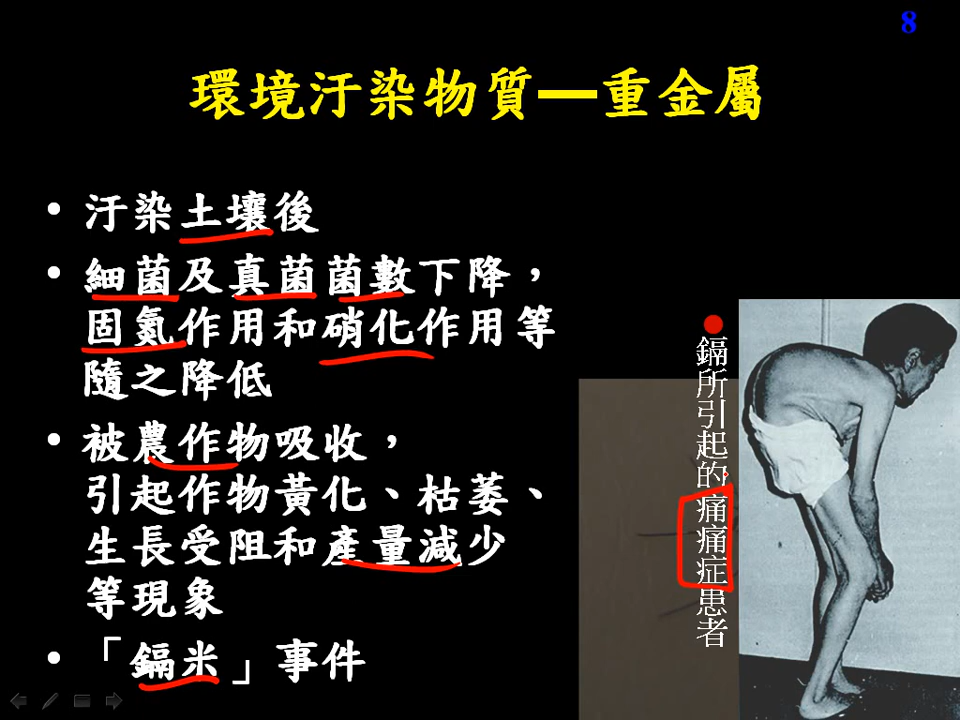 8
環境汙染物質—重金屬
• 汙染土壤後
• 細菌及真菌菌數下降，
固氮作用和硝化作用等
隨之降低
• 被農作物吸收，
引起作物黃化、枯萎、
生長受阻和產量減少
等現象
• 「鎘米」事件
鎘所引起的痛痛症患者